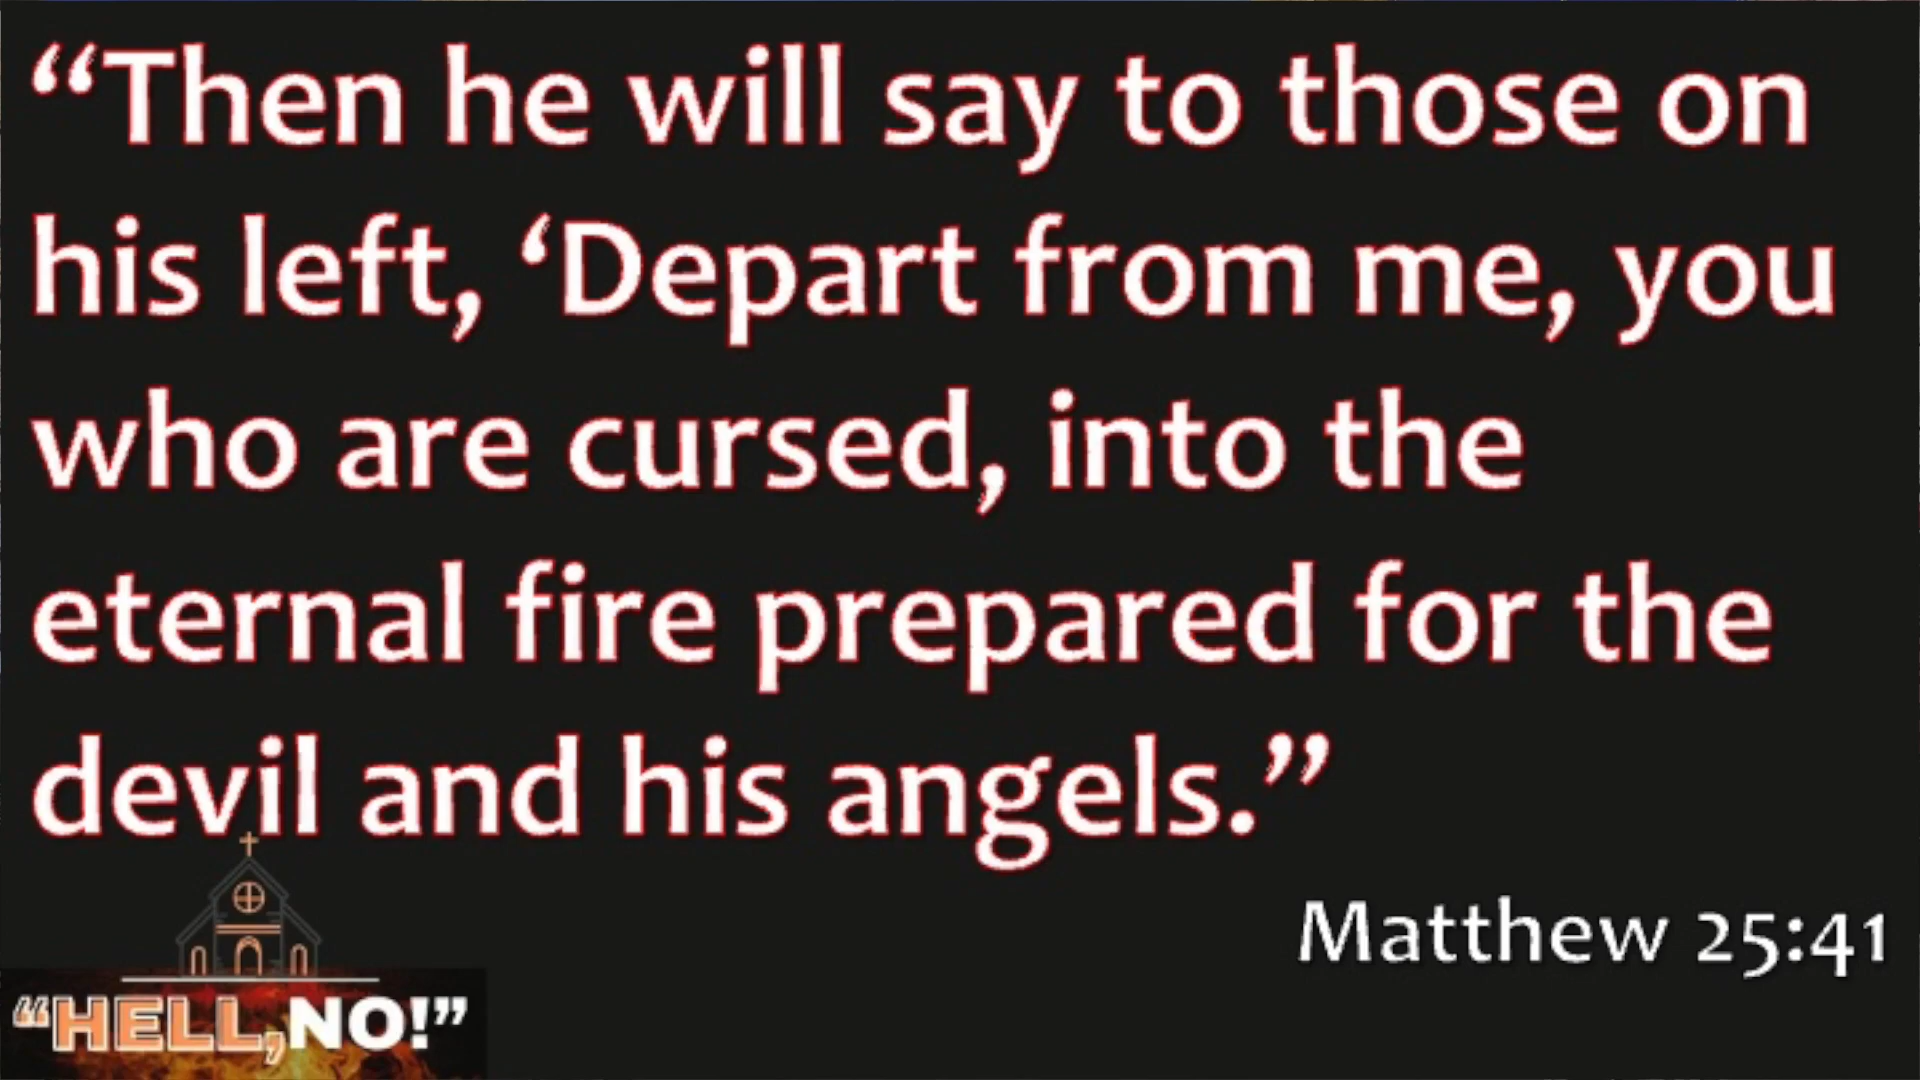 “Then he will say to those on
his left, ‘Depart from me, you
who are cursed, into the
eternal fire prepared for the
devil and his angels.”
Matthew 25:41
“HELL,NO!”